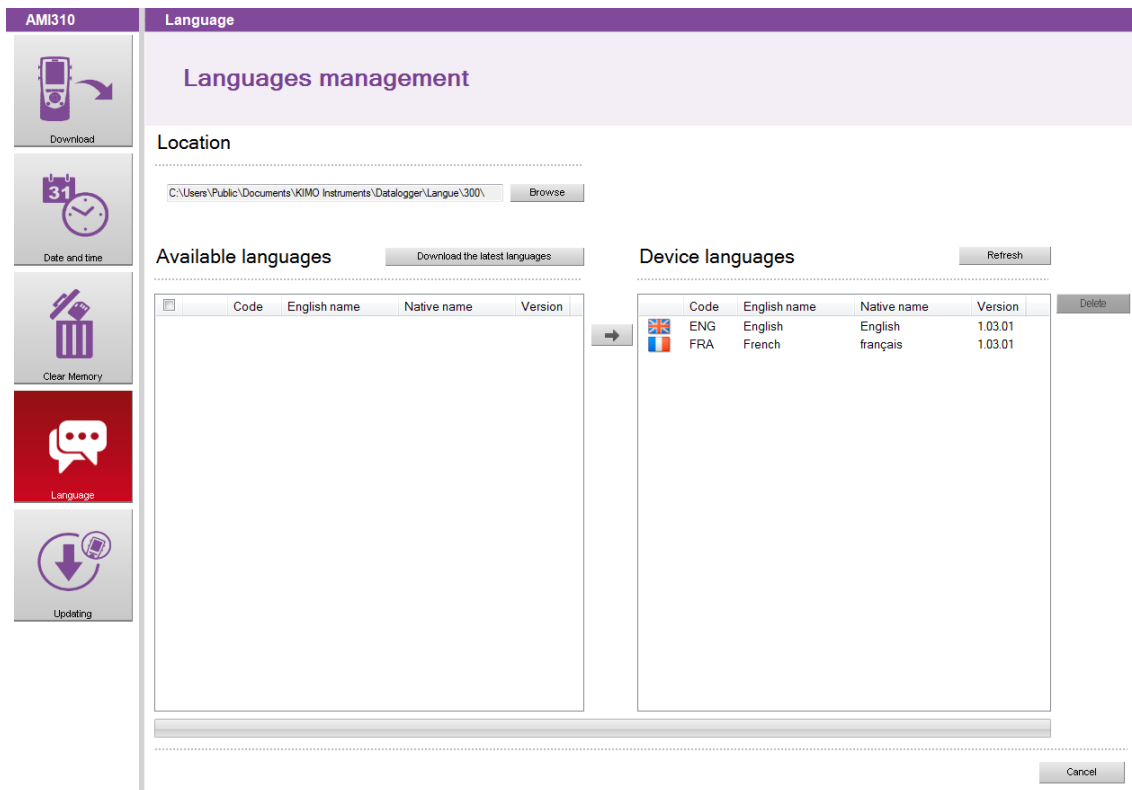 AMI310
Language
Download
31
Date and time
Clear Memory
Language
Updating
Languages management
Location
C:\Users\Public\Documents\KIMO Instruments\Datalogger\Langue\300\ Browse
Available languages Download the latest languages
Code English name Native name Version
Device languages Refresh
Code English name Native name Version Delete
ENG English English 1.03.01
FRA French français 1.03.01
Cancel